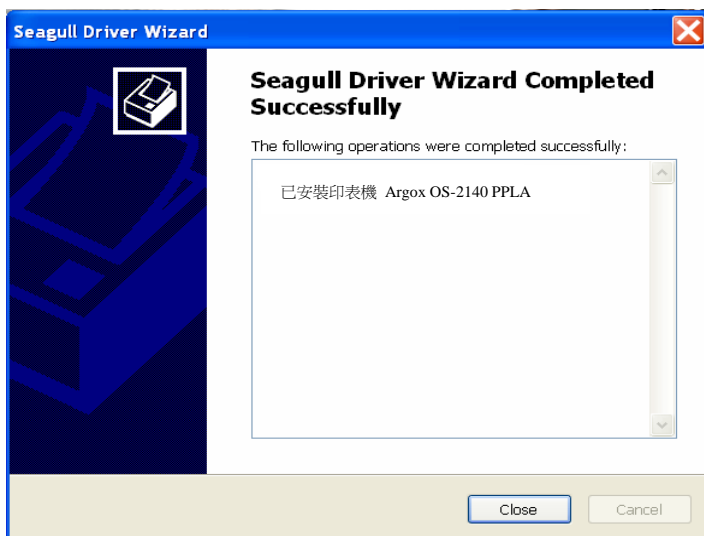 Seagull Driver Wizard
Seagull Driver Wizard Completed
Successfully
The following operations were completed successfully:
已安裝印表機 Argox OS-2140 PPLA
Close
Cancel